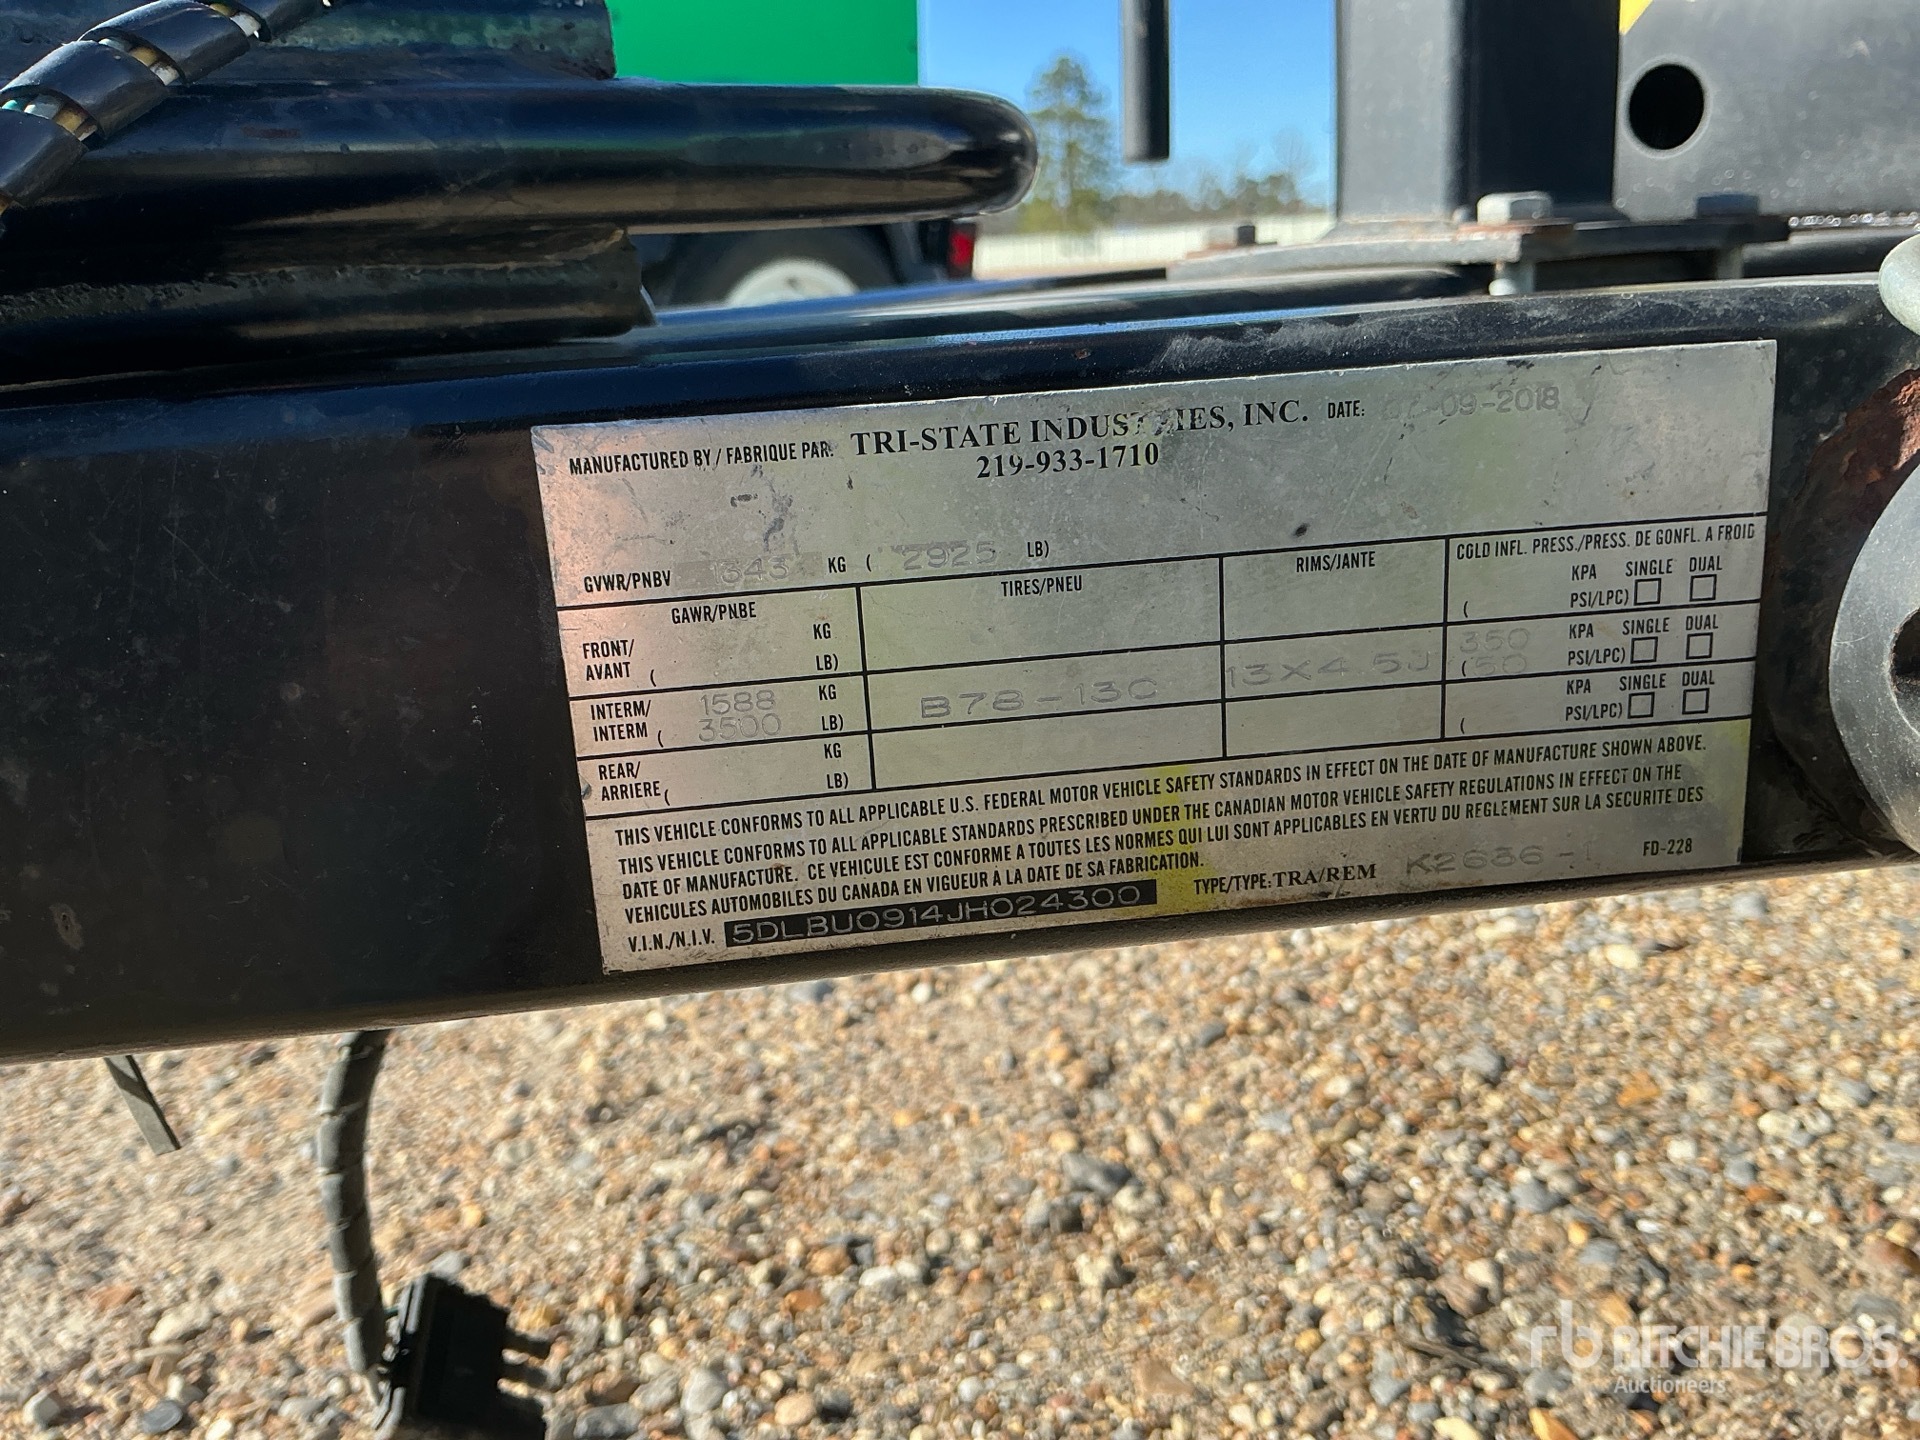 MANUFACTURED BY / FABRIQUE PAR: TRI-STATE INDUSTRIES, INC. DATE: -09-2018
219-933-1710
GVWR/PNBV 1343 KG ( 2925 LB)
GAWR/PNBE TIRES/PNEU RIMS/JANTE COLD INFL. PRESS./PRESS. DE GONFL. A FROID
FRONT/ KG KPA SINGLE DUAL
AVANT ( LB) ( PSI/LPC)
INTERM/ 1588 KG B78-13C 13X4.5J 350 KPA SINGLE DUAL
INTERM ( 3500 LB) (50 PSI/LPC)
REAR/ KG KPA SINGLE DUAL
ARRIERE ( LB) ( PSI/LPC)
THIS VEHICLE CONFORMS TO ALL APPLICABLE U.S. FEDERAL MOTOR VEHICLE SAFETY STANDARDS IN EFFECT ON THE DATE OF MANUFACTURE SHOWN ABOVE.
THIS VEHICLE CONFORMS TO ALL APPLICABLE STANDARDS PRESCRIBED UNDER THE CANADIAN MOTOR VEHICLE SAFETY REGULATIONS IN EFFECT ON THE
DATE OF MANUFACTURE. CE VEHICULE EST CONFORME A TOUTES LES NORMES QUI LUI SONT APPLICABLES EN VERTU DU REGLEMENT SUR LA SECURITE DES
VEHICULES AUTOMOBILES DU CANADA EN VIGUEUR A LA DATE DE SA FABRICATION.
V.I.N./N.I.V. 5DLBU0914JH024300 TYPE/TYPE: TRA/REM K2636-1 FD-228
rb RITCHIE BROS.
Auctioneers